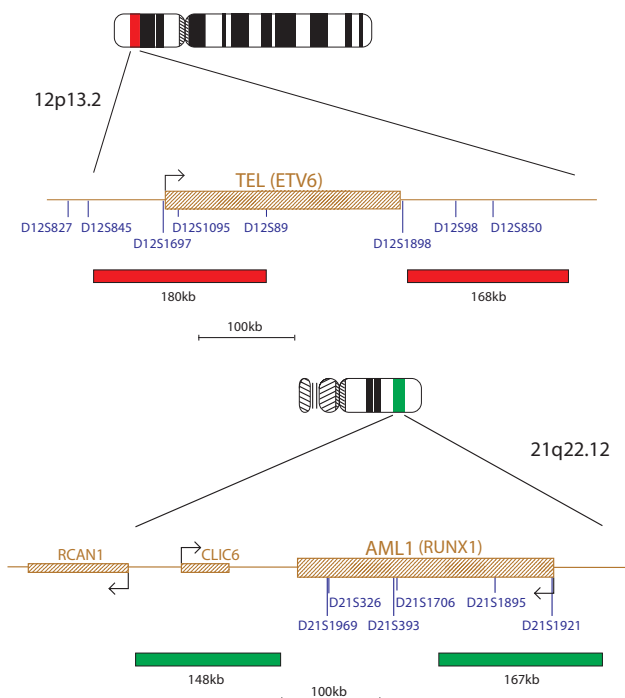 12p13.2
TEL (ETV6)
D12S827
D12S845
D12S1095
D12S89
D12S98
D12S850
D12S1697
D12S1898
180kb
168kb
100kb
21q22.12
RCAN1
CLIC6
AML1 (RUNX1)
D21S326
D21S1706
D21S1895
D21S1969
D21S393
D21S1921
148kb
167kb
100kb